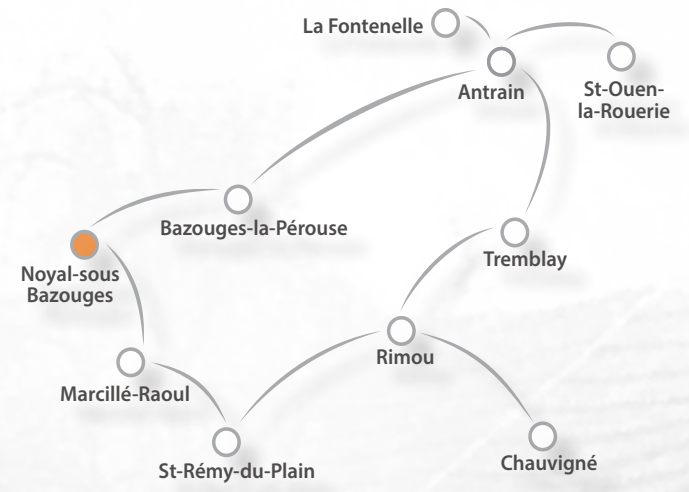 La Fontenelle
Antrain
St-Ouen-
la-Rouerie
Bazouges-la-Pérouse
Noyal-sous
Bazouges
Tremblay
Rimou
Marcillé-Raoul
St-Rémy-du-Plain
Chauvigné